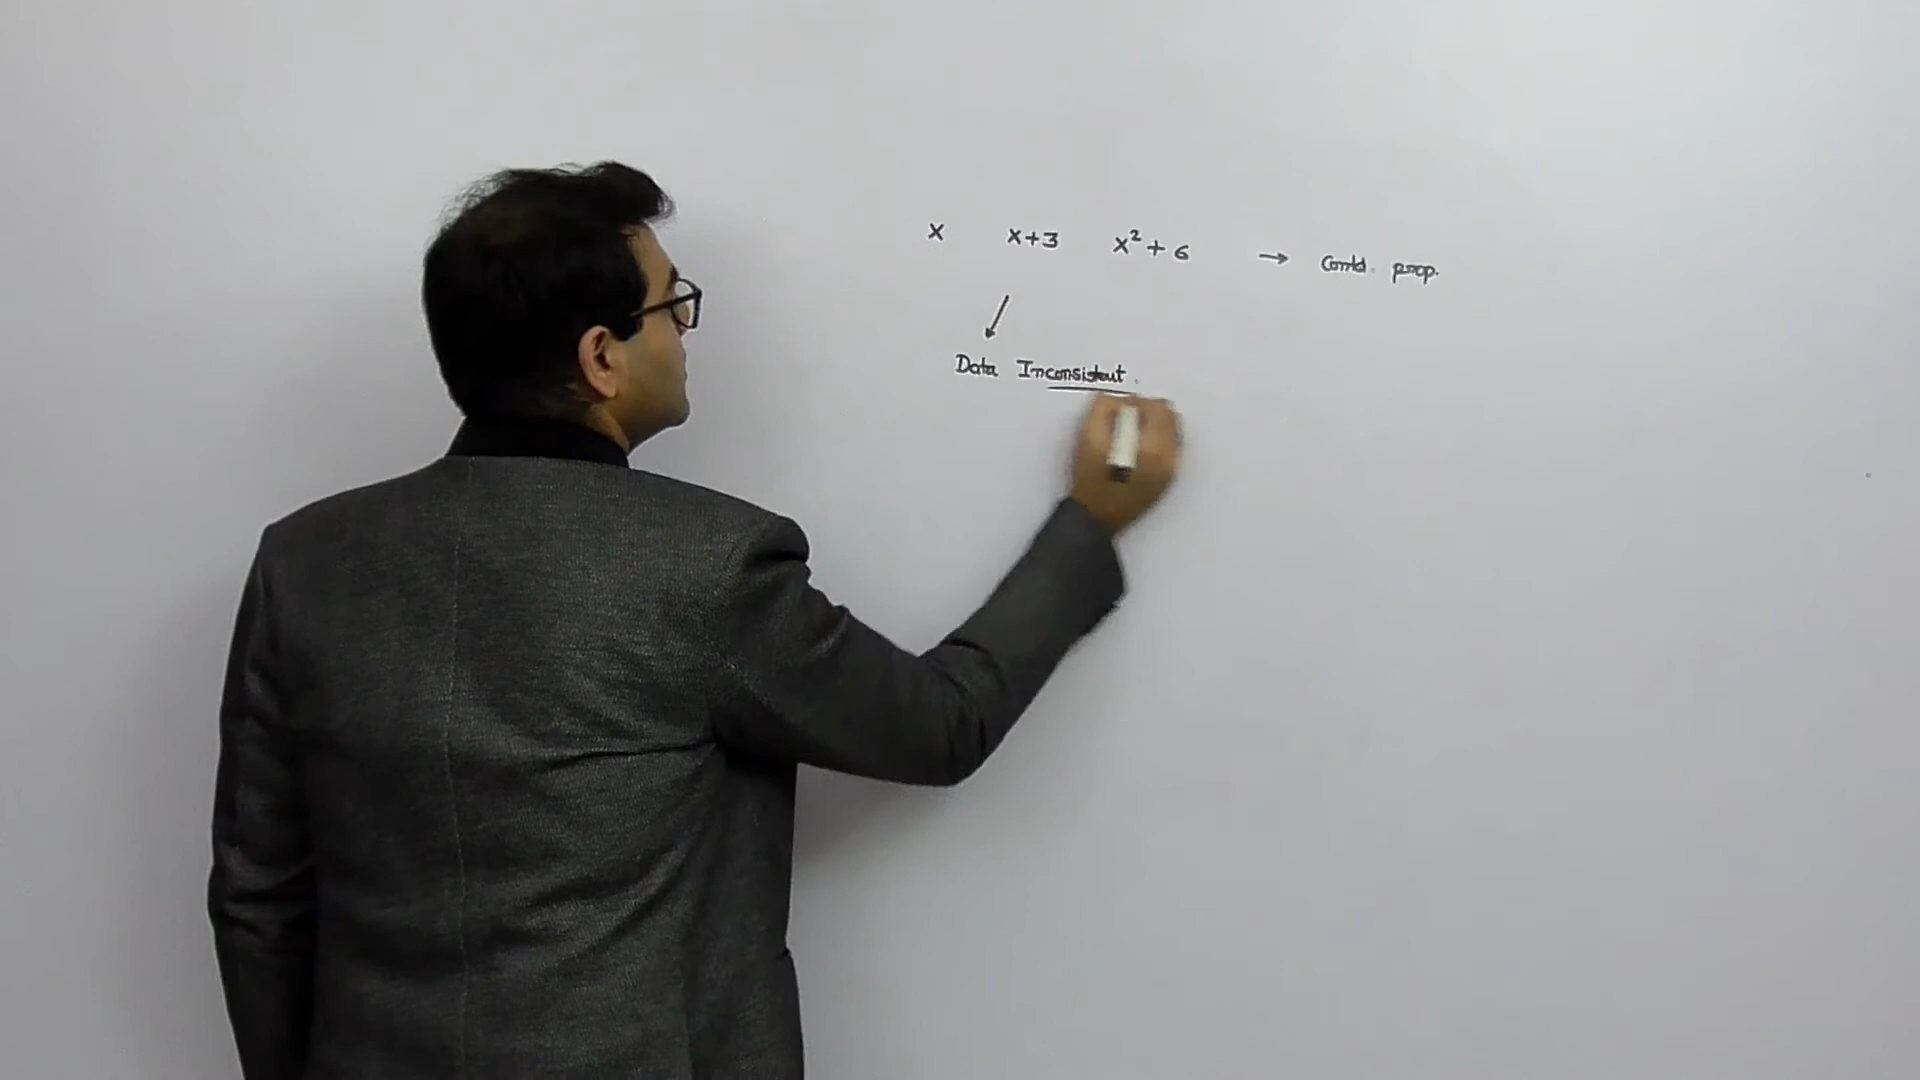 x x+3 x²+6 → Contd. prop.
Data Inconsistent.